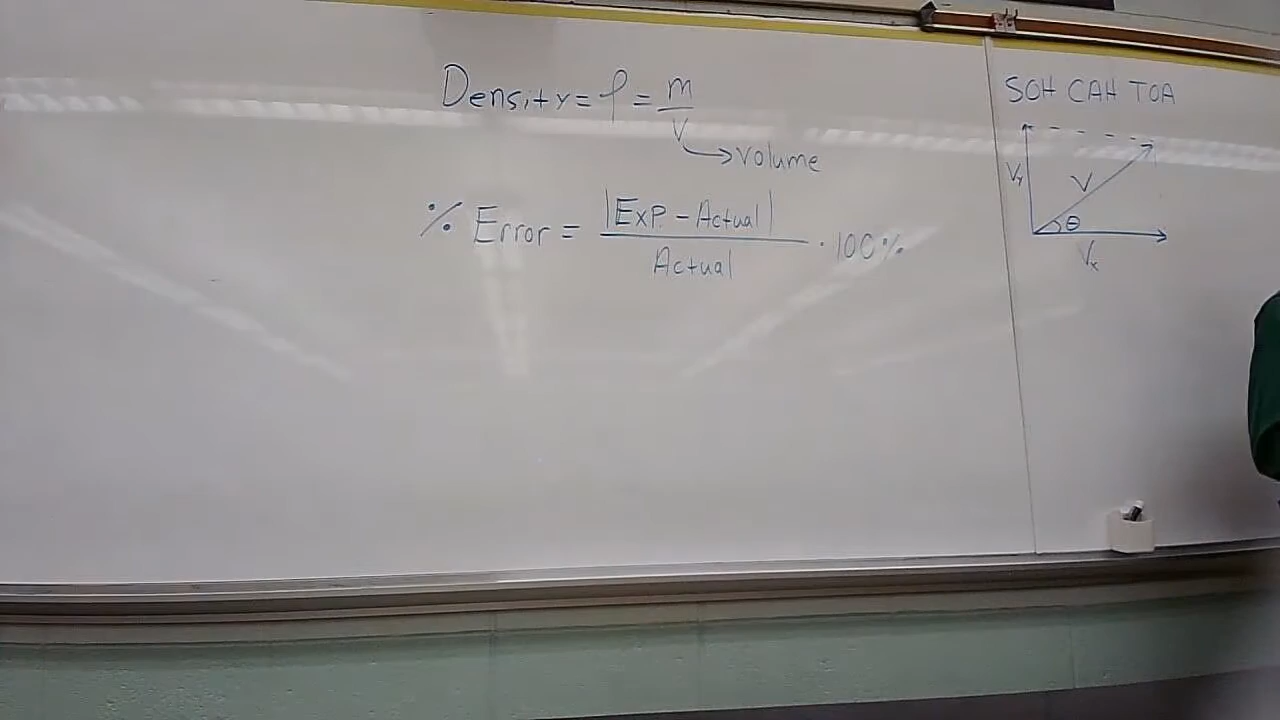 Density = ρ = m/V
→ volume
% Error = |Exp. - Actual| / Actual · 100%
SOH CAH TOA
Vy
V
θ
Vx